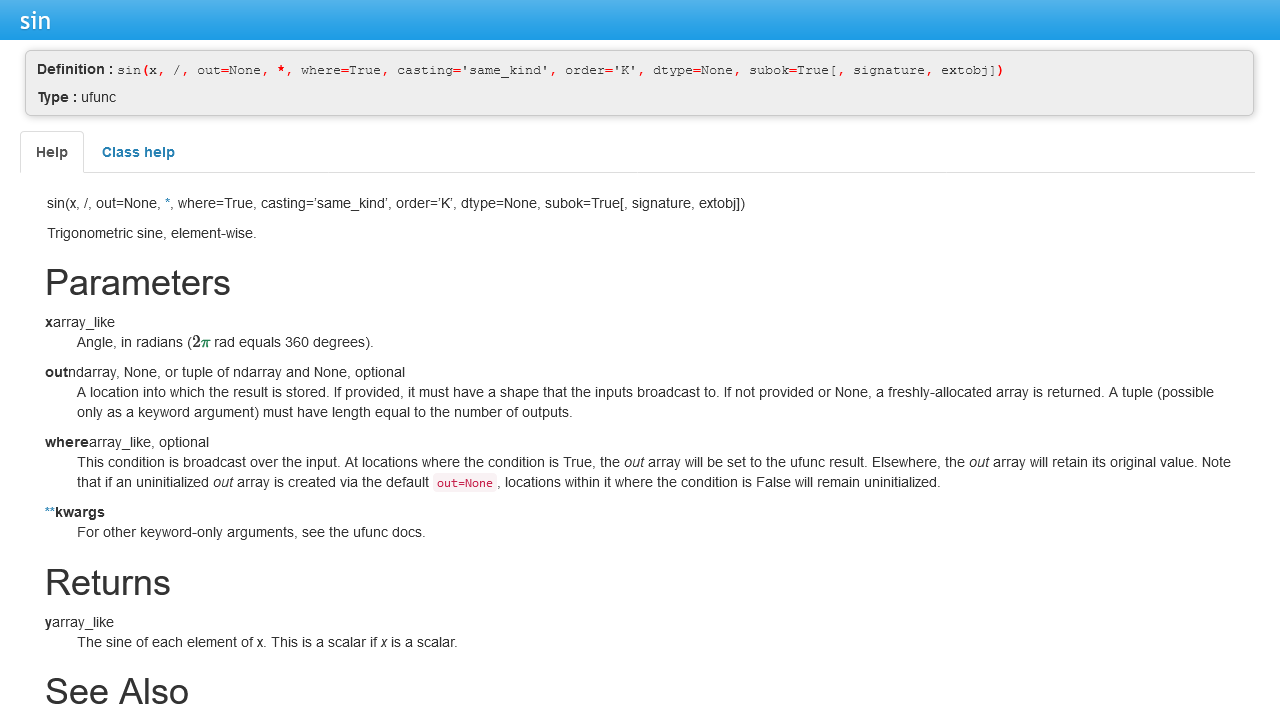 sin
Definition : sin(x, /, out=None, *, where=True, casting='same_kind', order='K', dtype=None, subok=True[, signature, extobj])
Type : ufunc
Help Class help
sin(x, /, out=None, *, where=True, casting=’same_kind’, order=’K’, dtype=None, subok=True[, signature, extobj])
Trigonometric sine, element-wise.
Parameters
xarray_like
Angle, in radians (2π rad equals 360 degrees).
outndarray, None, or tuple of ndarray and None, optional
A location into which the result is stored. If provided, it must have a shape that the inputs broadcast to. If not provided or None, a freshly-allocated array is returned. A tuple (possible
only as a keyword argument) must have length equal to the number of outputs.
wherearray_like, optional
This condition is broadcast over the input. At locations where the condition is True, the out array will be set to the ufunc result. Elsewhere, the out array will retain its original value. Note
that if an uninitialized out array is created via the default out=None, locations within it where the condition is False will remain uninitialized.
**kwargs
For other keyword-only arguments, see the ufunc docs.
Returns
yarray_like
The sine of each element of x. This is a scalar if x is a scalar.
See Also